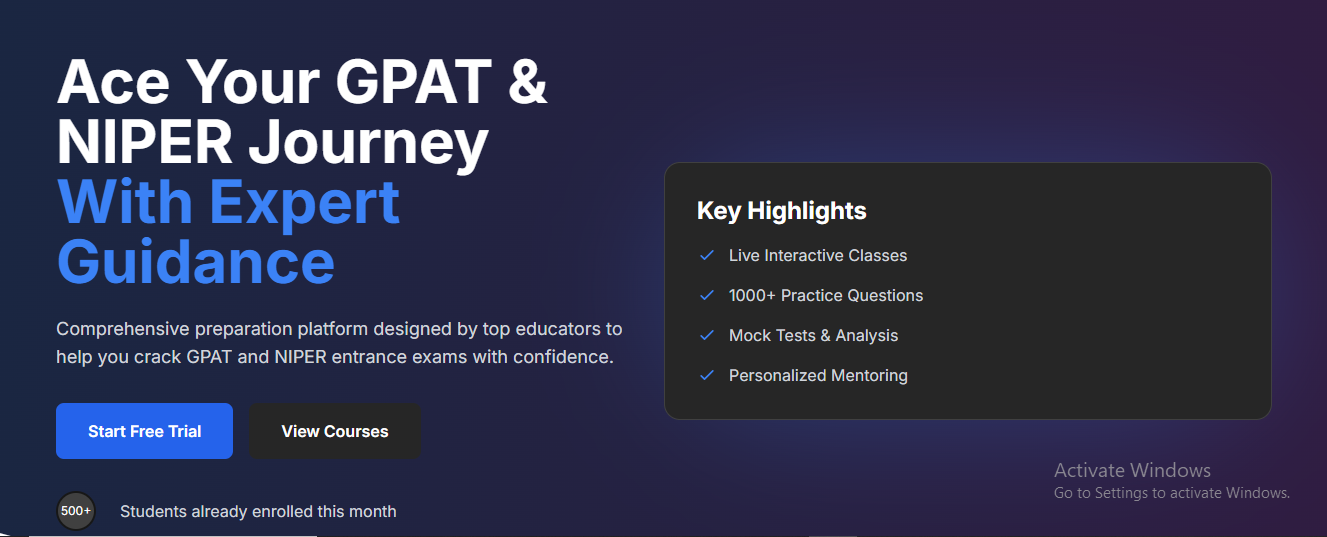 Ace Your GPAT &
NIPER Journey
With Expert
Guidance
Comprehensive preparation platform designed by top educators to
help you crack GPAT and NIPER entrance exams with confidence.
Start Free Trial
View Courses
500+
Students already enrolled this month
Key Highlights
Live Interactive Classes
1000+ Practice Questions
Mock Tests & Analysis
Personalized Mentoring
Activate Windows
Go to Settings to activate Windows.